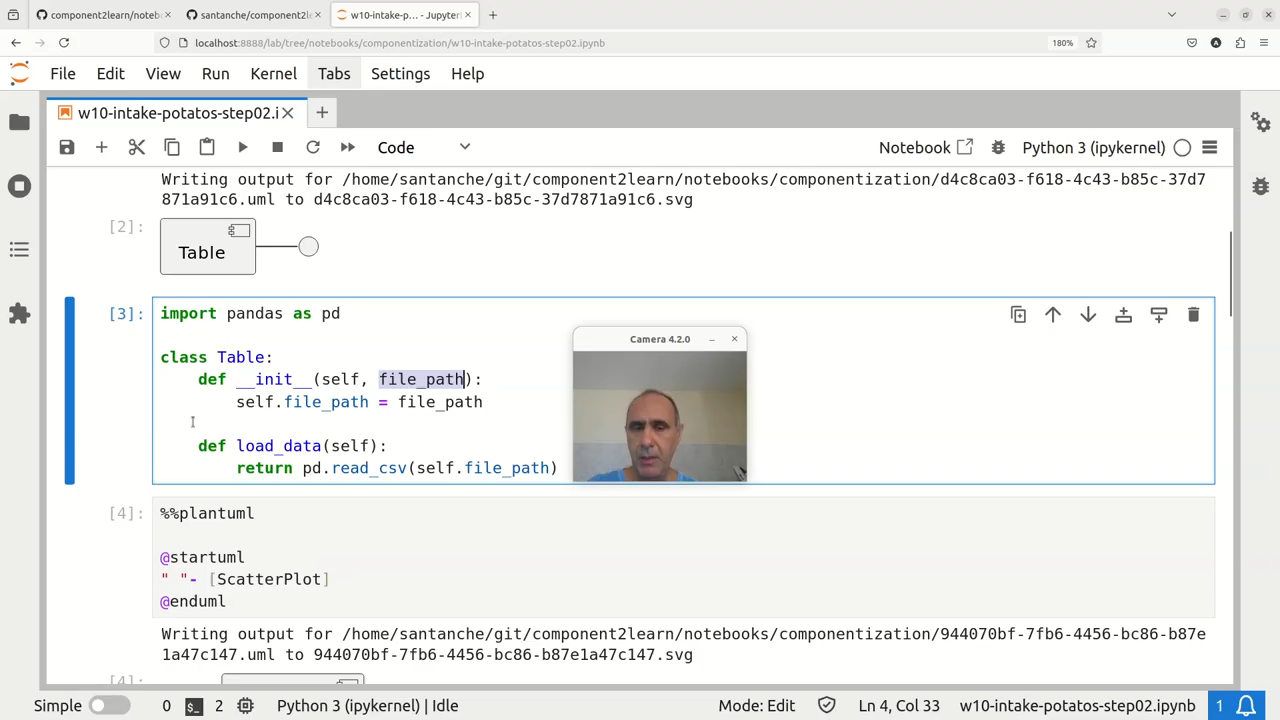 component2learn/noteb
santanche/component2l
w10-intake-p… - Jupyter
localhost:8888/lab/tree/notebooks/componentization/w10-intake-potatos-step02.ipynb
180%
File Edit View Run Kernel Tabs Settings Help
w10-intake-potatos-step02.i
Code
Notebook
Python 3 (ipykernel)
Writing output for /home/santanche/git/component2learn/notebooks/componentization/d4c8ca03-f618-4c43-b85c-37d7
871a91c6.uml to d4c8ca03-f618-4c43-b85c-37d7871a91c6.svg
[2]:
Table
[3]:
import pandas as pd
class Table:
def __init__(self, file_path):
self.file_path = file_path
def load_data(self):
return pd.read_csv(self.file_path)
Camera 4.2.0
[4]:
%%plantuml
@startuml
" "- [ScatterPlot]
@enduml
Writing output for /home/santanche/git/component2learn/notebooks/componentization/944070bf-7fb6-4456-bc86-b87e
1a47c147.uml to 944070bf-7fb6-4456-bc86-b87e1a47c147.svg
[4]:
Simple
0
2
Python 3 (ipykernel) | Idle
Mode: Edit
Ln 4, Col 33
w10-intake-potatos-step02.ipynb
1